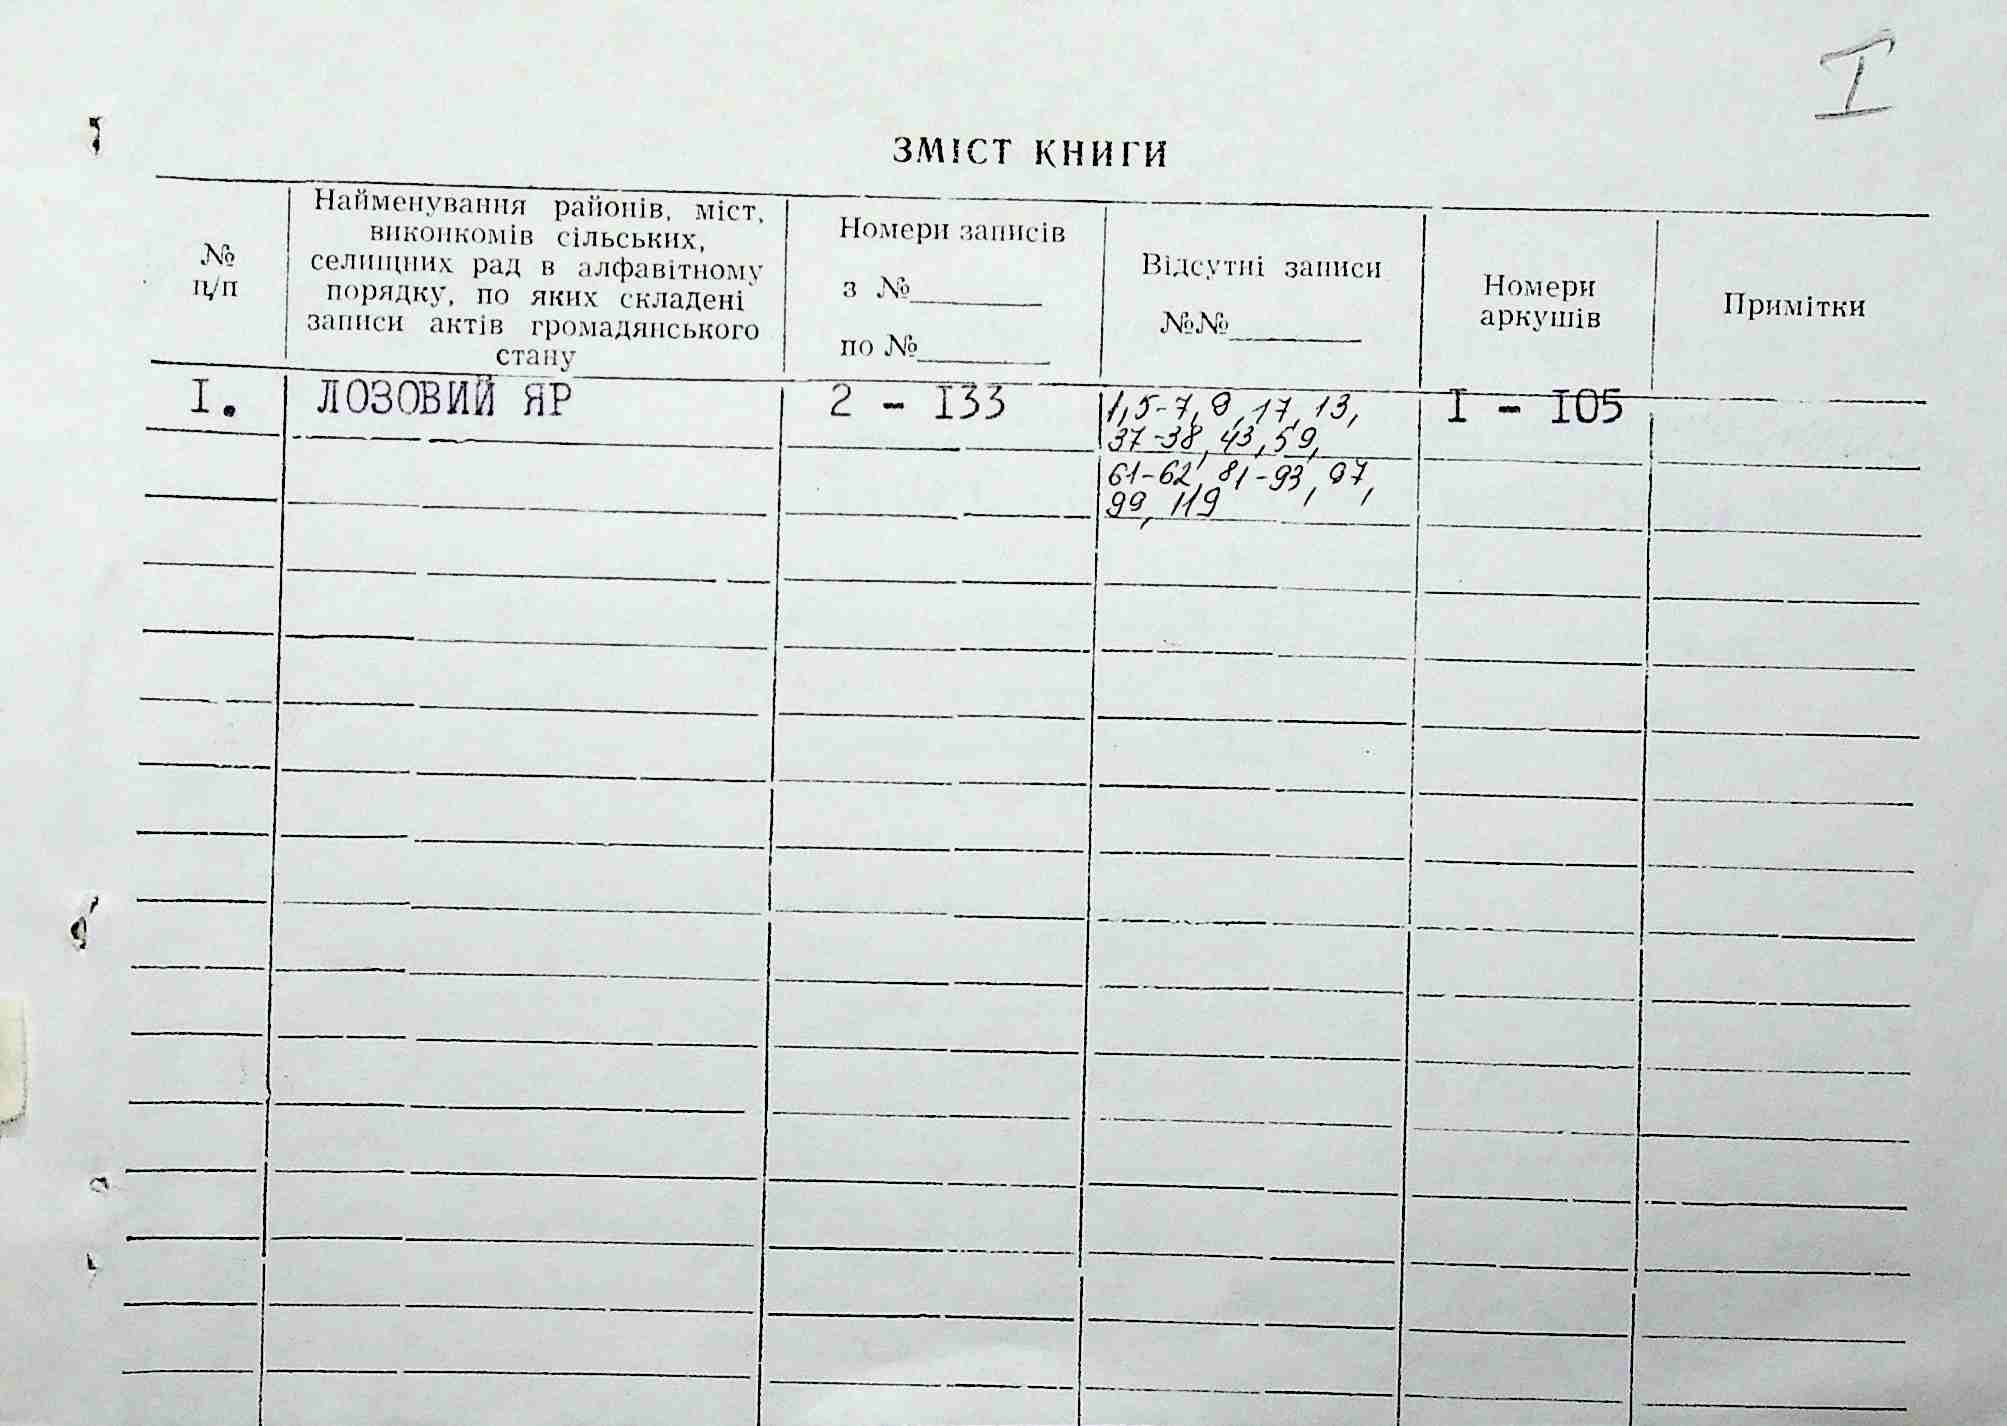 I
ЗМІСТ КНИГИ
№
п/п
Найменування районів, міст,
виконкомів сільських,
селищних рад в алфавітному
порядку, по яких складені
записи актів громадянського
стану
Номери записів
з №
по №
Відсутні записи
№№
Номери
аркушів
Примітки
I. ЛОЗОВИЙ ЯР 2 - I33
1, 5-7, 9, 17, 13,
37-38, 43, 59,
61-62, 81-93, 97,
99, 119
I - I05